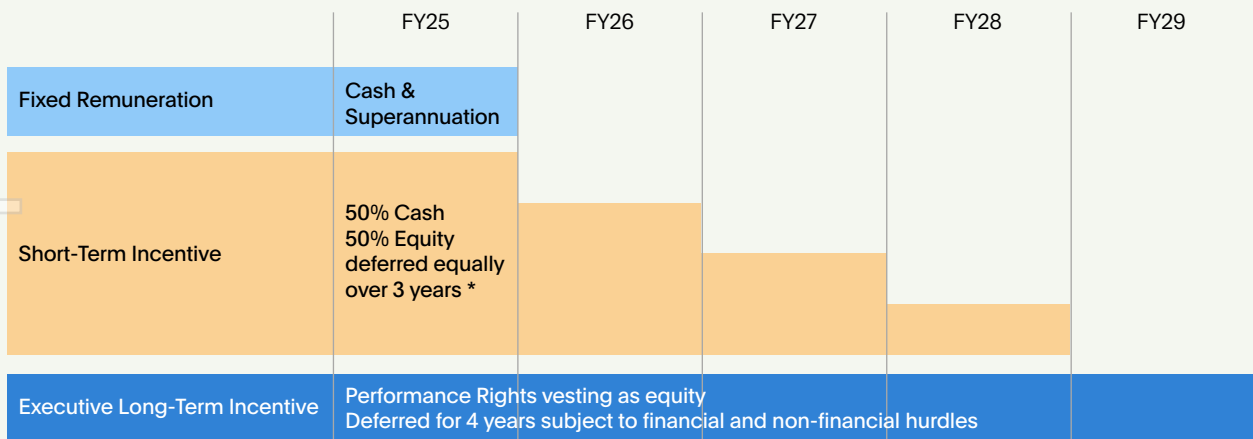 FY25 FY26 FY27 FY28 FY29
Fixed Remuneration
Cash &
Superannuation
Short-Term Incentive
50% Cash
50% Equity
deferred equally
over 3 years *
Executive Long-Term Incentive
Performance Rights vesting as equity
Deferred for 4 years subject to financial and non-financial hurdles